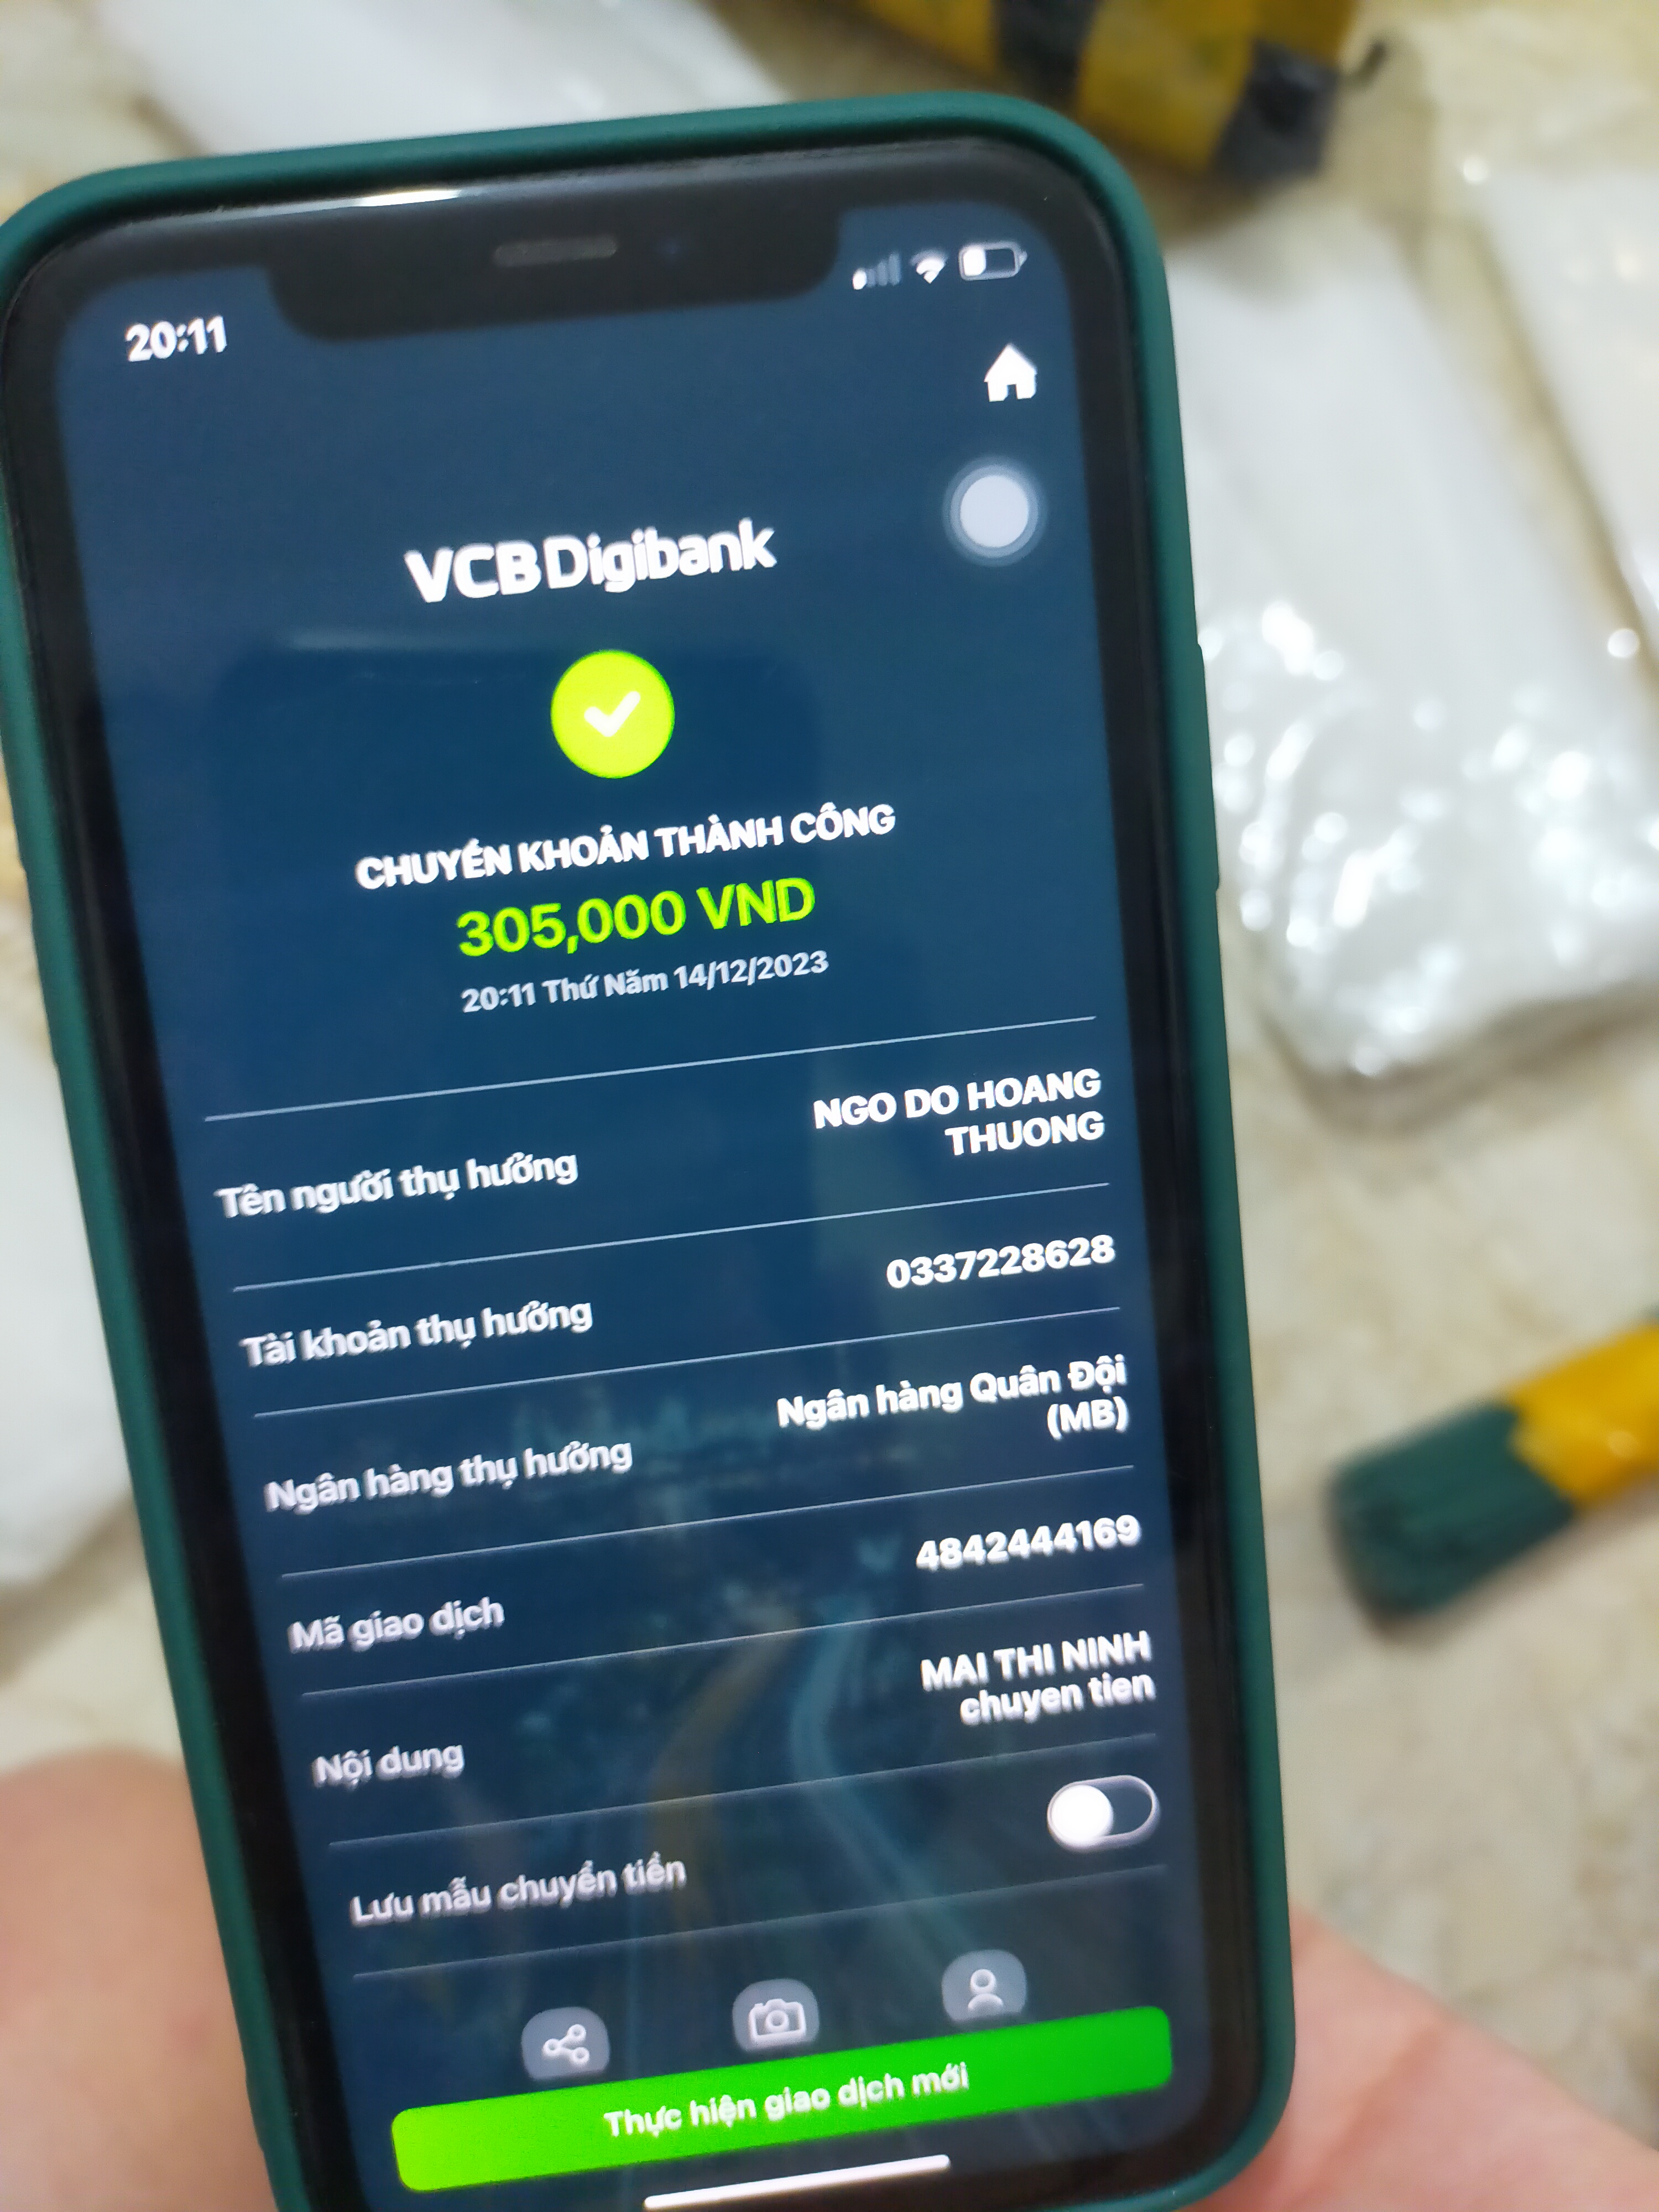 20:11
VCB Digibank
CHUYỂN KHOẢN THÀNH CÔNG
305,000 VND
20:11 Thứ Năm 14/12/2023
Tên người thụ hưởng
NGO DO HOANG
THUONG
Tài khoản thụ hưởng
0337228628
Ngân hàng thụ hưởng
Ngân hàng Quân Đội
(MB)
Mã giao dịch
4842444169
Nội dung
MAI THI NINH
chuyen tien
Lưu mẫu chuyển tiền
Thực hiện giao dịch mới